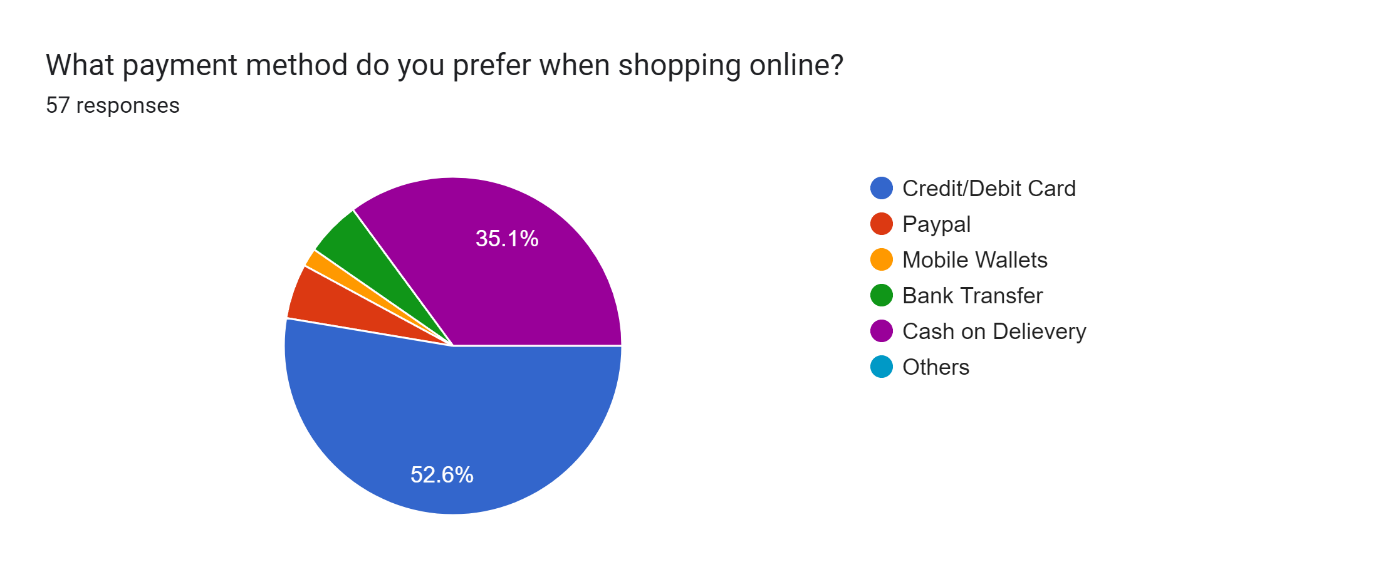 What payment method do you prefer when shopping online?
57 responses
35.1%
52.6%
Credit/Debit Card
Paypal
Mobile Wallets
Bank Transfer
Cash on Delievery
Others